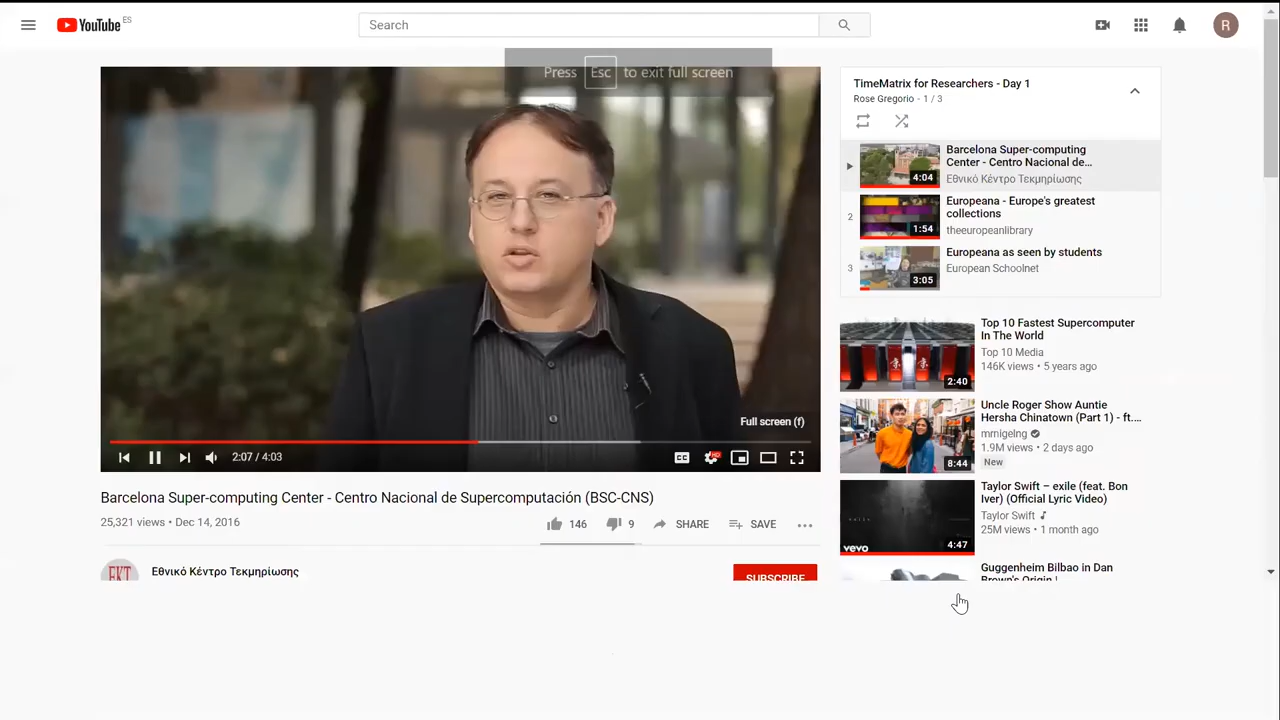 YouTube ES
Search
R
Press Esc to exit full screen
Full screen (f)
2:07 / 4:03
CC
HD
Barcelona Super-computing Center - Centro Nacional de Supercomputación (BSC-CNS)
25,321 views • Dec 14, 2016
146
9
SHARE
SAVE
EKT
Εθνικό Κέντρο Τεκμηρίωσης
SUBSCRIBE
TimeMatrix for Researchers - Day 1
Rose Gregorio - 1 / 3
4:04
Barcelona Super-computing
Center - Centro Nacional de…
Εθνικό Κέντρο Τεκμηρίωσης
2
1:54
Europeana - Europe's greatest
collections
theeuropeanlibrary
3
3:05
Europeana as seen by students
European Schoolnet
2:40
Top 10 Fastest Supercomputer
In The World
Top 10 Media
146K views • 5 years ago
8:44
Uncle Roger Show Auntie
Hersha Chinatown (Part 1) - ft.…
mrnigelng
1.9M views • 2 days ago
New
vevo
4:47
Taylor Swift – exile (feat. Bon
Iver) (Official Lyric Video)
Taylor Swift
25M views • 1 month ago
Guggenheim Bilbao in Dan
Brown's Origin |